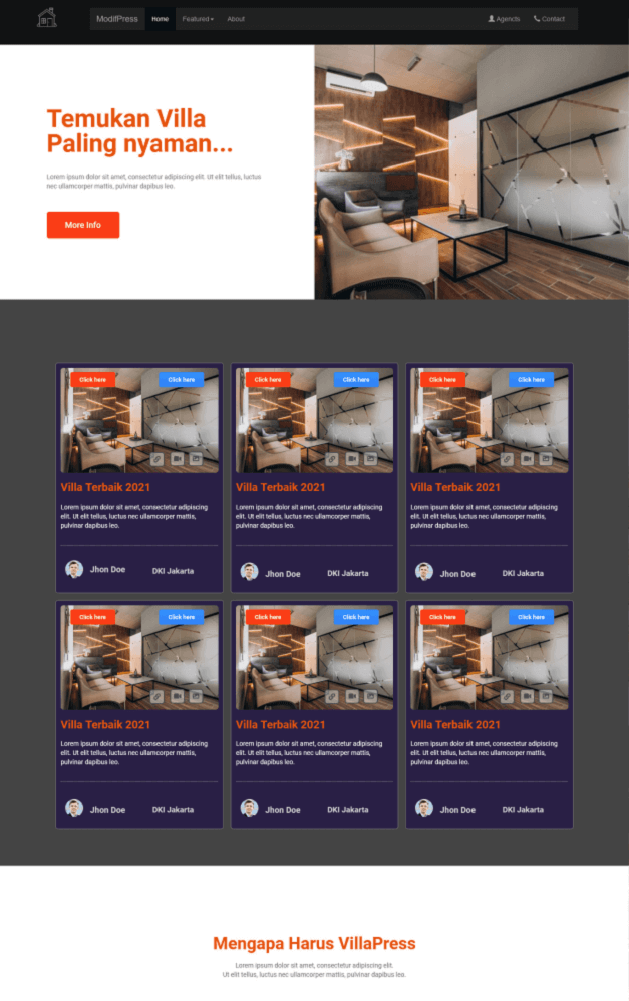 ModifPress Home Featured About Agencts Contact
Temukan Villa
Paling nyaman...
Lorem ipsum dolor sit amet, consectetur adipiscing elit. Ut elit tellus, luctus
nec ullamcorper mattis, pulvinar dapibus leo.
More Info
Click here Click here
Villa Terbaik 2021
Lorem ipsum dolor sit amet, consectetur adipiscing
elit. Ut elit tellus, luctus nec ullamcorper mattis,
pulvinar dapibus leo.
Jhon Doe DKI Jakarta
Click here Click here
Villa Terbaik 2021
Lorem ipsum dolor sit amet, consectetur adipiscing
elit. Ut elit tellus, luctus nec ullamcorper mattis,
pulvinar dapibus leo.
Jhon Doe DKI Jakarta
Click here Click here
Villa Terbaik 2021
Lorem ipsum dolor sit amet, consectetur adipiscing
elit. Ut elit tellus, luctus nec ullamcorper mattis,
pulvinar dapibus leo.
Jhon Doe DKI Jakarta
Click here Click here
Villa Terbaik 2021
Lorem ipsum dolor sit amet, consectetur adipiscing
elit. Ut elit tellus, luctus nec ullamcorper mattis,
pulvinar dapibus leo.
Jhon Doe DKI Jakarta
Click here Click here
Villa Terbaik 2021
Lorem ipsum dolor sit amet, consectetur adipiscing
elit. Ut elit tellus, luctus nec ullamcorper mattis,
pulvinar dapibus leo.
Jhon Doe DKI Jakarta
Click here Click here
Villa Terbaik 2021
Lorem ipsum dolor sit amet, consectetur adipiscing
elit. Ut elit tellus, luctus nec ullamcorper mattis,
pulvinar dapibus leo.
Jhon Doe DKI Jakarta
Mengapa Harus VillaPress
Lorem ipsum dolor sit amet, consectetur adipiscing elit.
Ut elit tellus, luctus nec ullamcorper mattis, pulvinar dapibus leo.